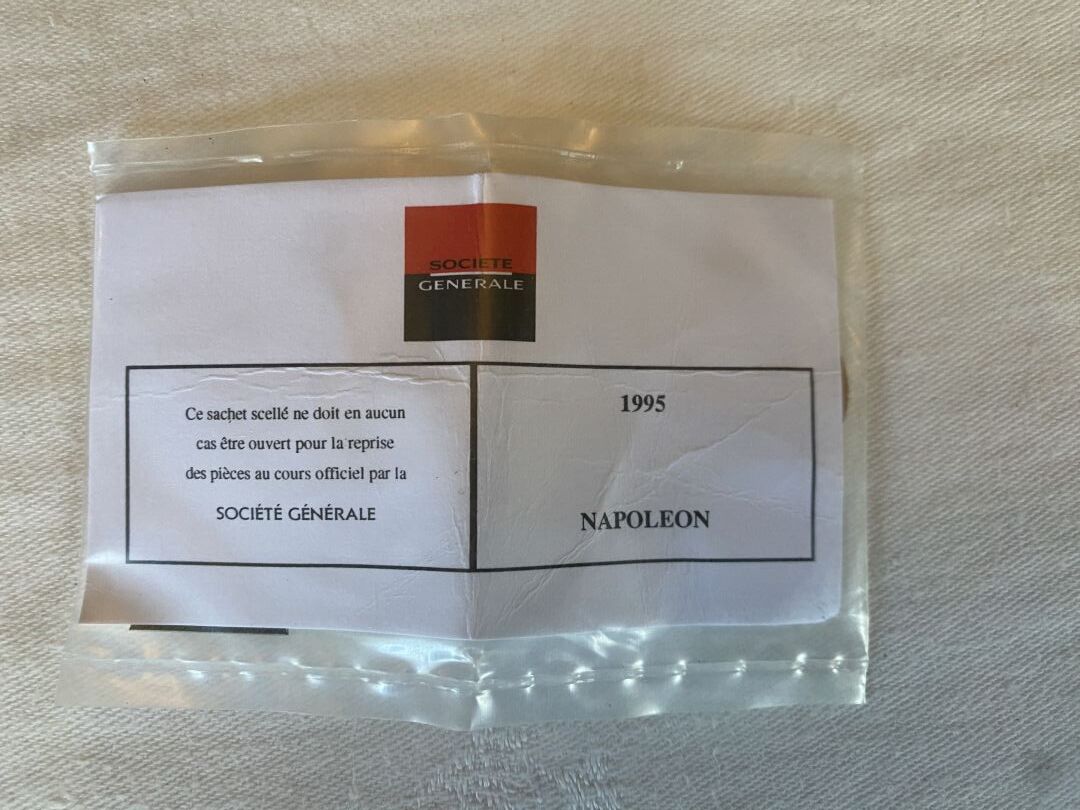 SOCIETE
GENERALE
Ce sachet scellé ne doit en aucun
cas être ouvert pour la reprise
des pièces au cours officiel par la
SOCIÉTÉ GÉNÉRALE
1995
NAPOLEON